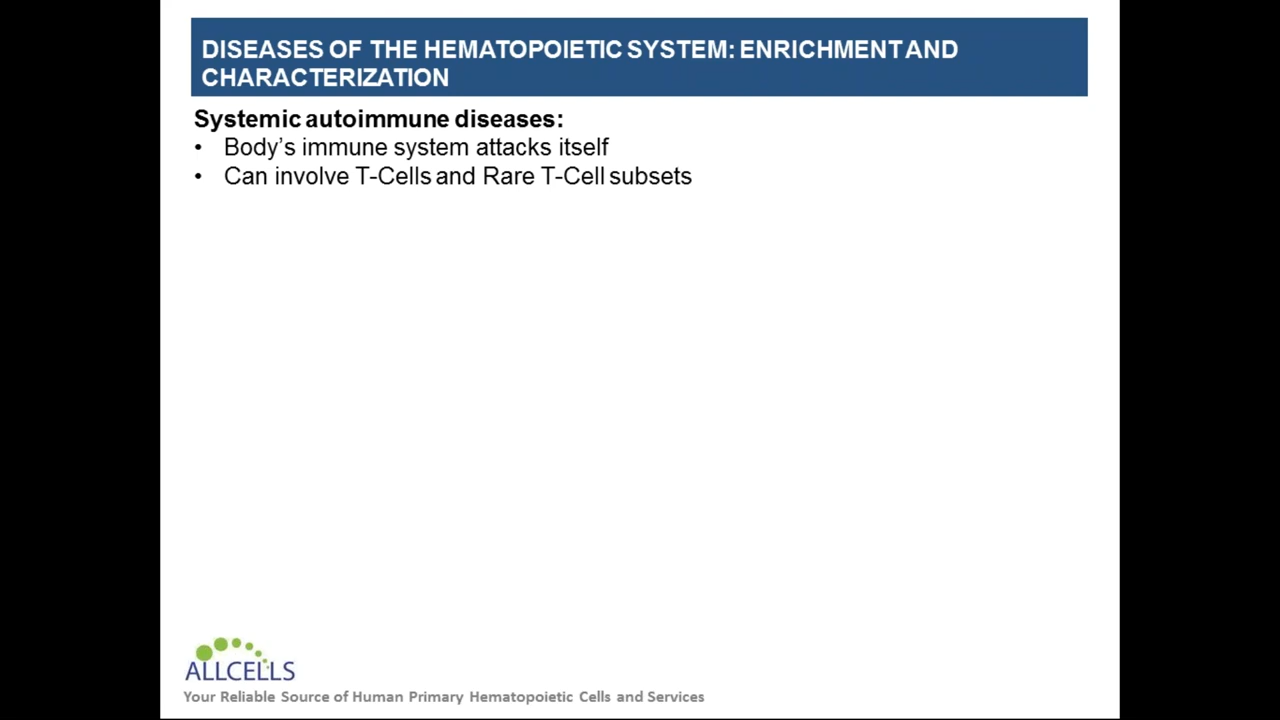 DISEASES OF THE HEMATOPOIETIC SYSTEM: ENRICHMENT AND
CHARACTERIZATION
Systemic autoimmune diseases:
• Body's immune system attacks itself
• Can involve T-Cells and Rare T-Cell subsets
ALLCELLS
Your Reliable Source of Human Primary Hematopoietic Cells and Services